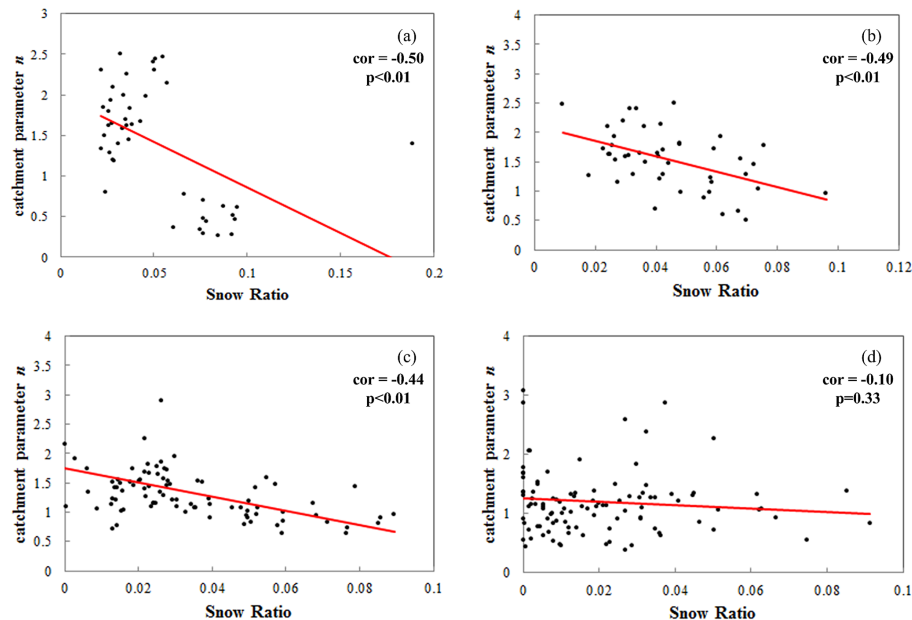 (a)
cor = -0.50
p<0.01
catchment parameter n
3
2.5
2
1.5
1
0.5
0
0 0.05 0.1 0.15 0.2
Snow Ratio
(b)
cor = -0.49
p<0.01
catchment parameter n
4
3.5
3
2.5
2
1.5
1
0.5
0
0 0.02 0.04 0.06 0.08 0.1 0.12
Snow Ratio
(c)
cor = -0.44
p<0.01
catchment parameter n
4
3.5
3
2.5
2
1.5
1
0.5
0
0 0.02 0.04 0.06 0.08 0.1
Snow Ratio
(d)
cor = -0.10
p=0.33
catchment parameter n
4
3
2
1
0
0 0.02 0.04 0.06 0.08 0.1
Snow Ratio